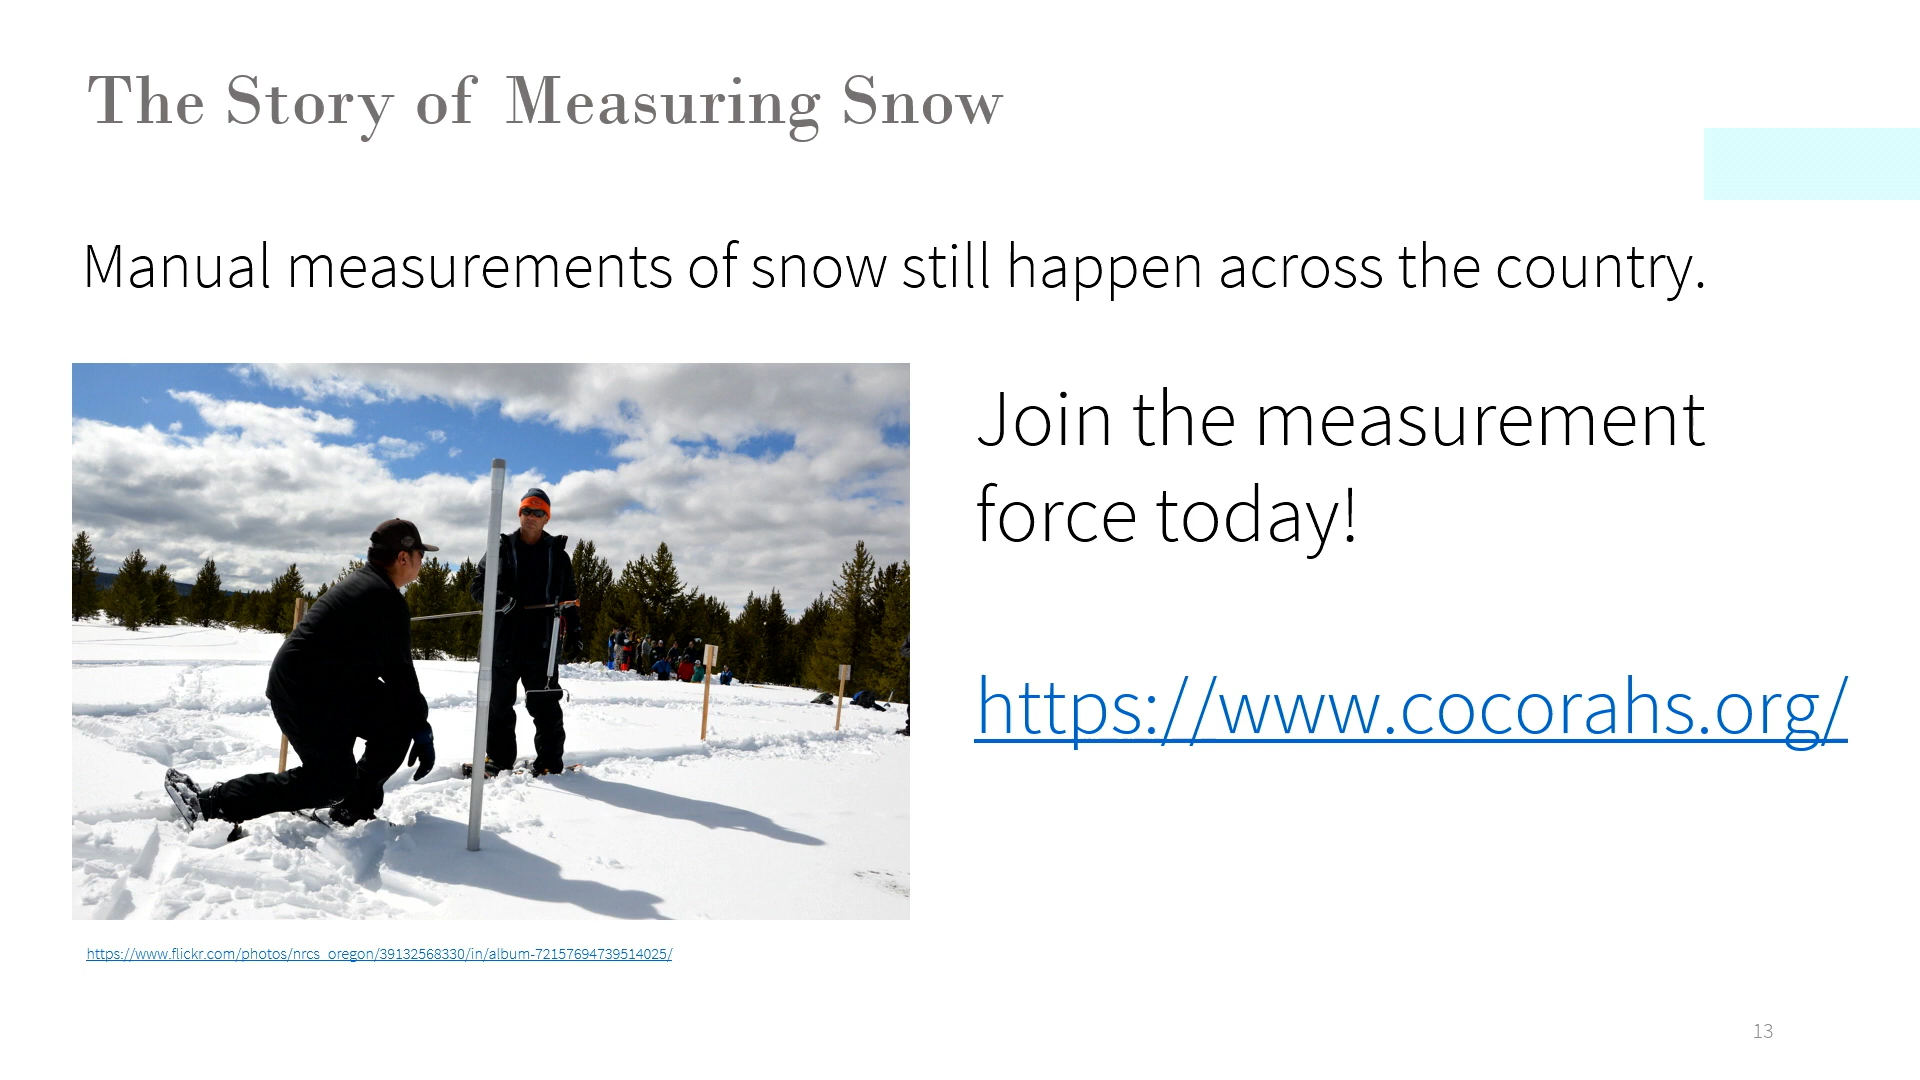 The Story of Measuring Snow
Manual measurements of snow still happen across the country.
Join the measurement
force today!
https://www.cocorahs.org/
https://www.flickr.com/photos/nrcs_oregon/39132568330/in/album-72157694739514025/
13